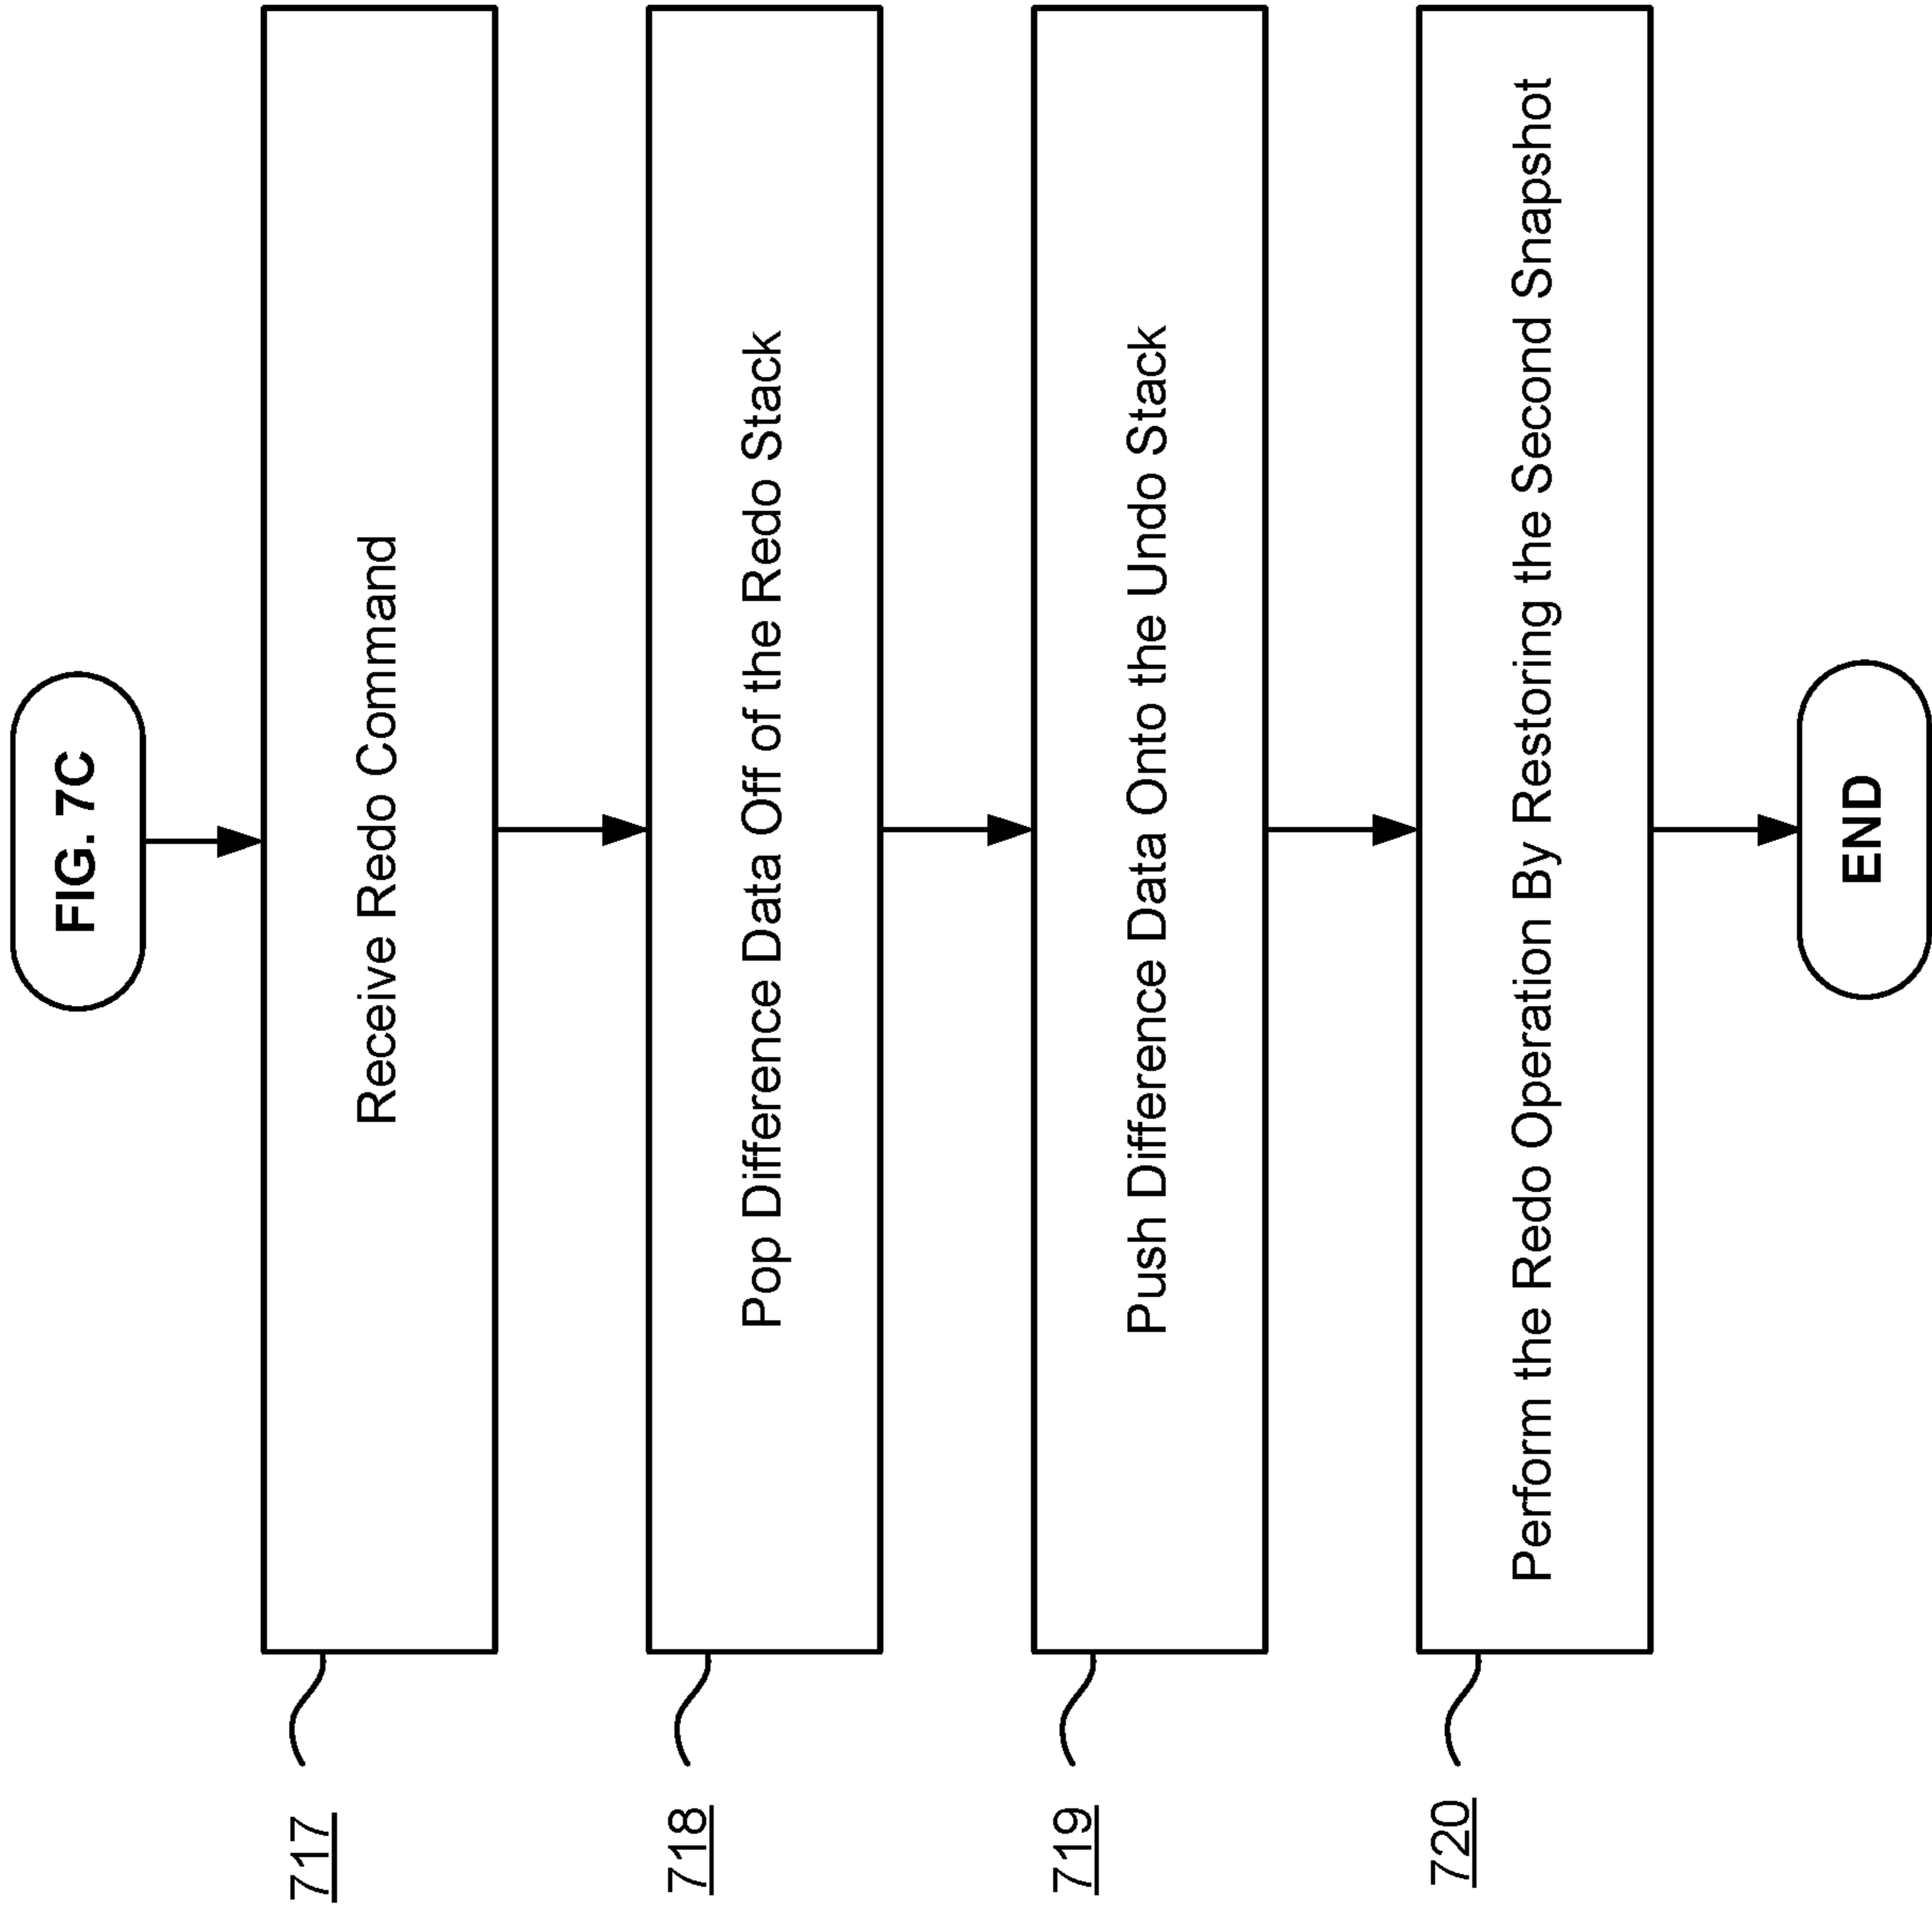 FIG. 7C
717
Receive Redo Command
718
Pop Difference Data Off of the Redo Stack
719
Push Difference Data Onto the Undo Stack
720
Perform the Redo Operation By Restoring the Second Snapshot
END